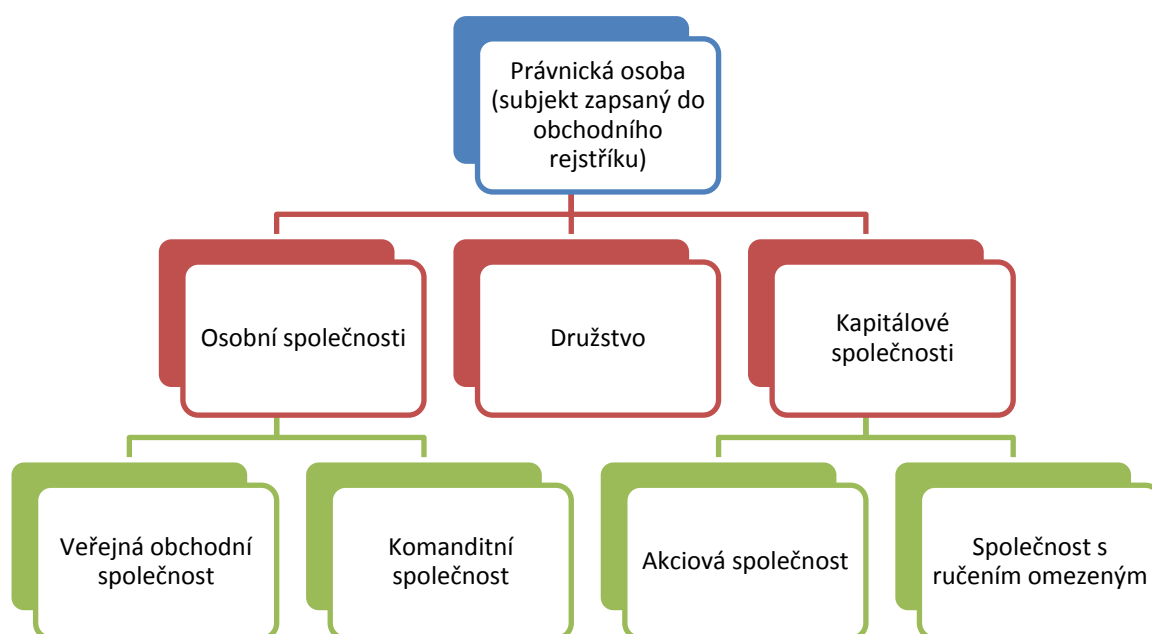 Právnická osoba
(subjekt zapsaný do
obchodního
rejstříku)
Osobní společnosti
Družstvo
Kapitálové
společnosti
Veřejná obchodní
společnost
Komanditní
společnost
Akciová společnost
Společnost s
ručením omezeným